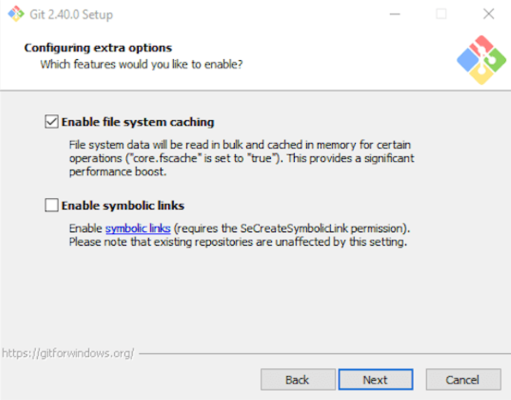 Git 2.40.0 Setup
Configuring extra options
Which features would you like to enable?
Enable file system caching
File system data will be read in bulk and cached in memory for certain
operations ("core.fscache" is set to "true"). This provides a significant
performance boost.
Enable symbolic links
Enable symbolic links (requires the SeCreateSymbolicLink permission).
Please note that existing repositories are unaffected by this setting.
https://gitforwindows.org/
Back
Next
Cancel